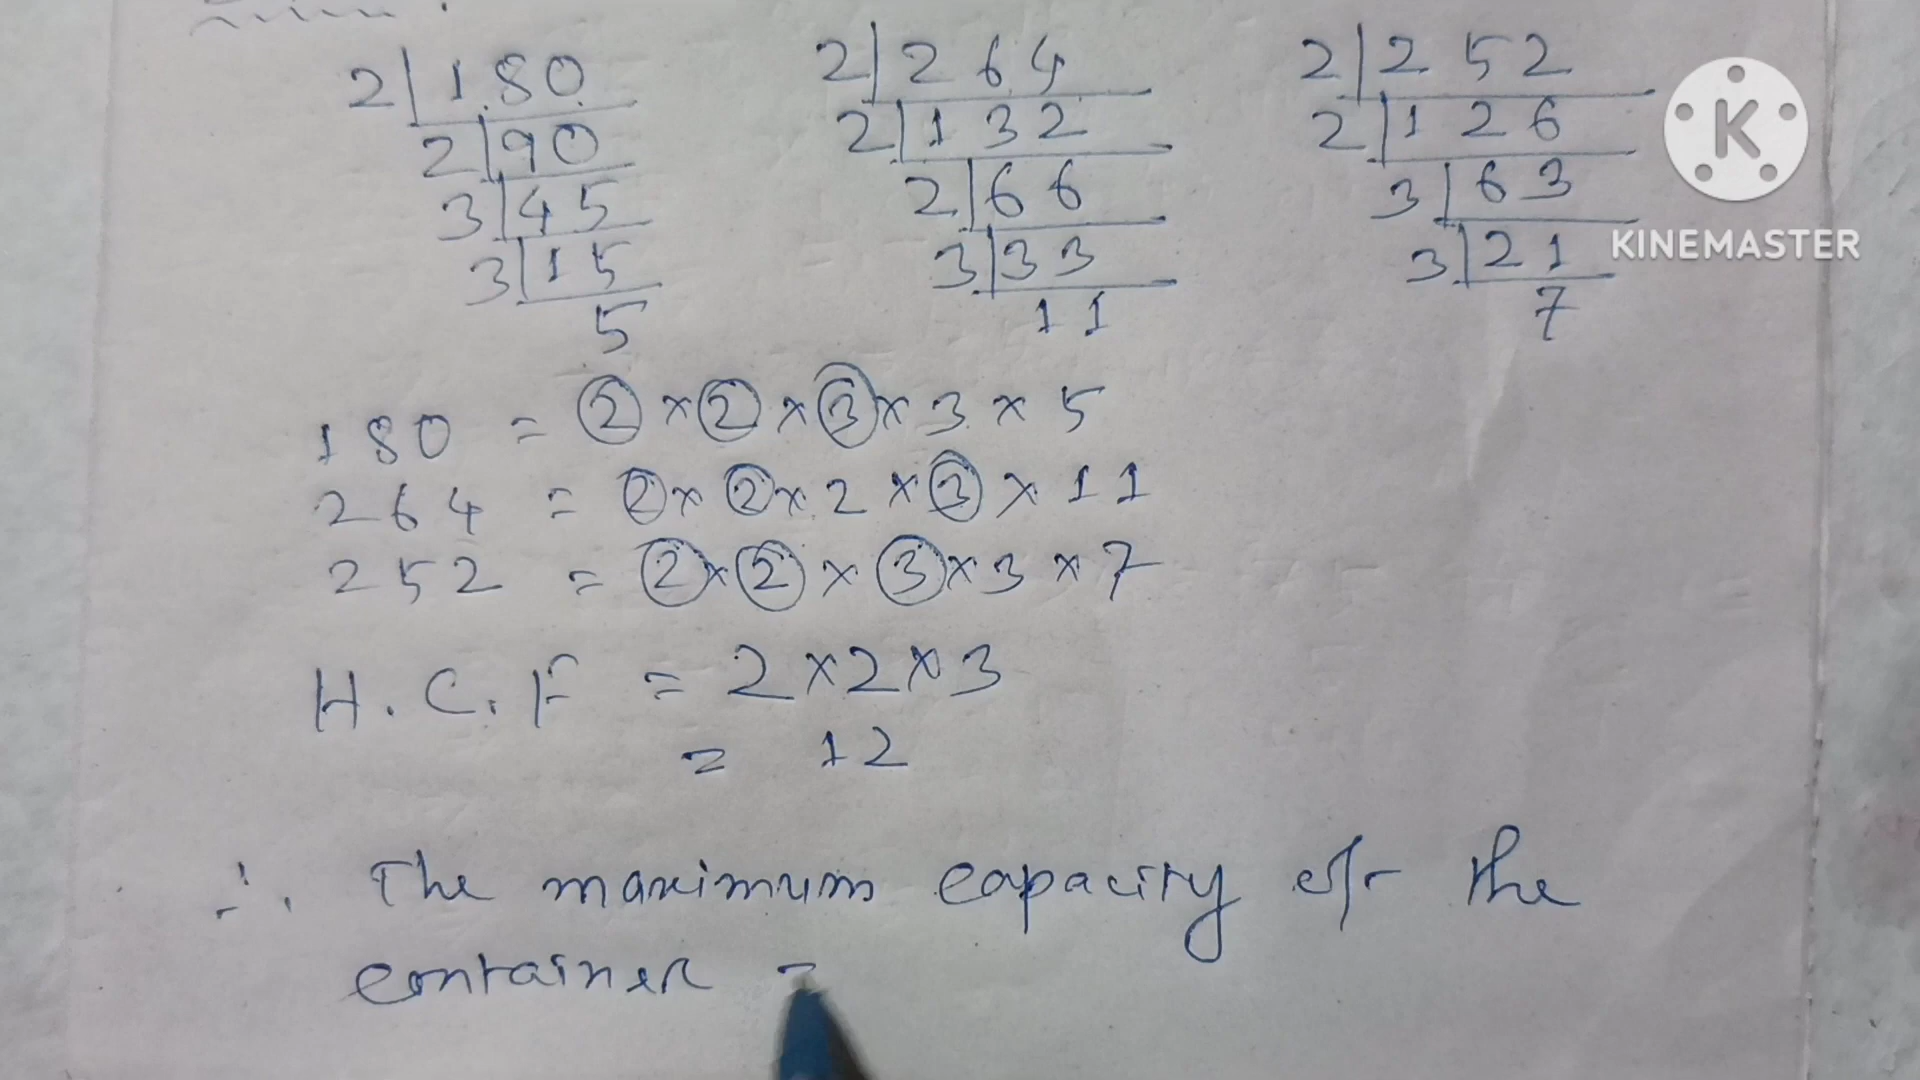 2 180 2 264 2 252
2 90 2 132 2 126
3 45 2 66 3 63
3 15 3 33 3 21
5 11 7
K
KINEMASTER
180 = 2 × 2 × 3 × 3 × 5
264 = 2 × 2 × 2 × 3 × 11
252 = 2 × 2 × 3 × 3 × 7
H.C.F = 2 × 2 × 3
= 12
∴ The maximum capacity of the
container =